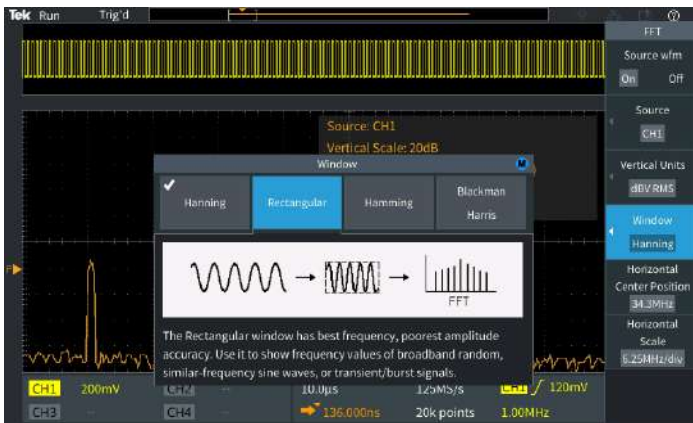 Tek Run Trig'd
FFT
Source wfm
On Off
Source
CH1
Vertical Units
dBV RMS
Window
Hanning
Horizontal
Center Position
34.3MHz
Horizontal
Scale
6.25MHz/div
Source: CH1
Vertical Scale: 20dB
Window M
Hanning
Rectangular
Hamming
Blackman
Harris
FFT
The Rectangular window has best frequency, poorest amplitude
accuracy. Use it to show frequency values of broadband random,
similar-frequency sine waves, or transient/burst signals.
F
CH1 200mV CH2 -- 10.0µs 125MS/s CH1 120mV
CH3 -- CH4 -- 136.000ns 20k points 1.00MHz